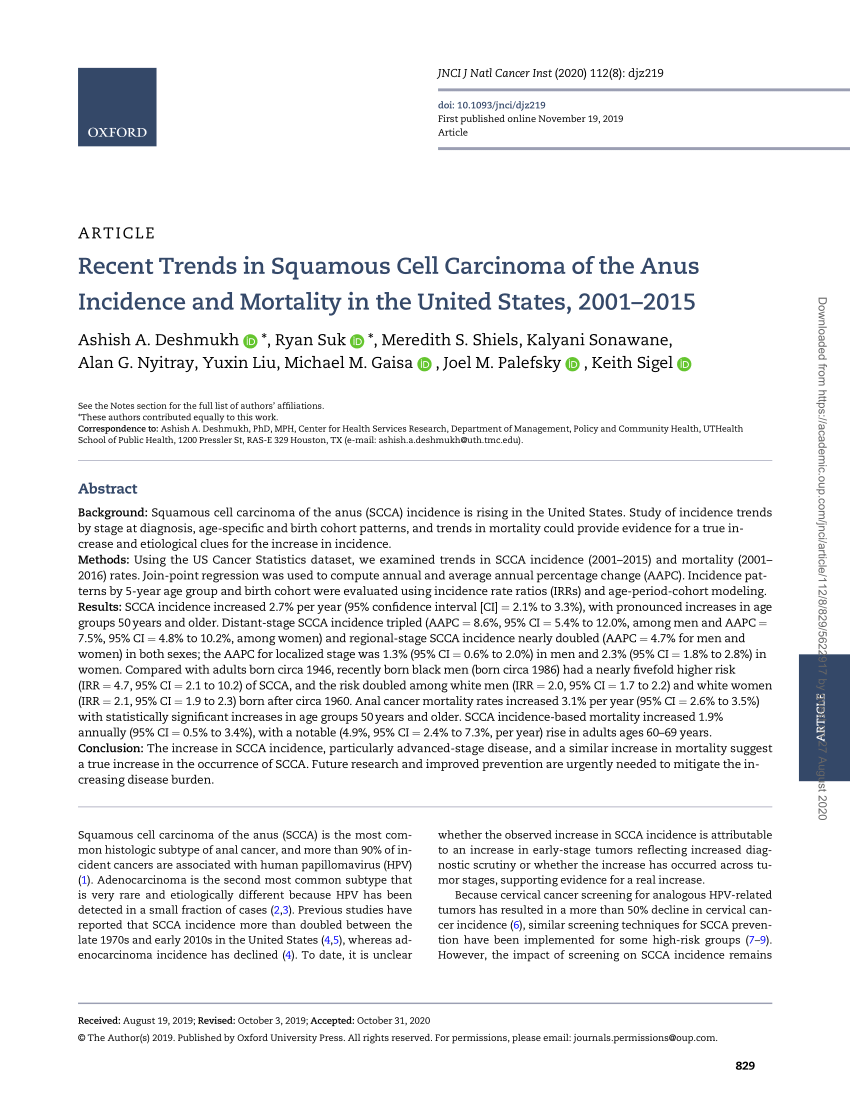 OXFORD
JNCI J Natl Cancer Inst (2020) 112(8): djz219
doi: 10.1093/jnci/djz219
First published online November 19, 2019
Article
ARTICLE
Recent Trends in Squamous Cell Carcinoma of the Anus
Incidence and Mortality in the United States, 2001–2015
Ashish A. Deshmukh iD *, Ryan Suk iD *, Meredith S. Shiels, Kalyani Sonawane,
Alan G. Nyitray, Yuxin Liu, Michael M. Gaisa iD , Joel M. Palefsky iD , Keith Sigel iD
See the Notes section for the full list of authors' affiliations.
*These authors contributed equally to this work.
Correspondence to: Ashish A. Deshmukh, PhD, MPH, Center for Health Services Research, Department of Management, Policy and Community Health, UTHealth
School of Public Health, 1200 Pressler St, RAS-E 329 Houston, TX (e-mail: ashish.a.deshmukh@uth.tmc.edu).
Abstract
Background: Squamous cell carcinoma of the anus (SCCA) incidence is rising in the United States. Study of incidence trends
by stage at diagnosis, age-specific and birth cohort patterns, and trends in mortality could provide evidence for a true in-
crease and etiological clues for the increase in incidence.
Methods: Using the US Cancer Statistics dataset, we examined trends in SCCA incidence (2001–2015) and mortality (2001–
2016) rates. Join-point regression was used to compute annual and average annual percentage change (AAPC). Incidence pat-
terns by 5-year age group and birth cohort were evaluated using incidence rate ratios (IRRs) and age-period-cohort modeling.
Results: SCCA incidence increased 2.7% per year (95% confidence interval [CI] = 2.1% to 3.3%), with pronounced increases in age
groups 50 years and older. Distant-stage SCCA incidence tripled (AAPC = 8.6%, 95% CI = 5.4% to 12.0%, among men and AAPC =
7.5%, 95% CI = 4.8% to 10.2%, among women) and regional-stage SCCA incidence nearly doubled (AAPC = 4.7% for men and
women) in both sexes; the AAPC for localized stage was 1.3% (95% CI = 0.6% to 2.0%) in men and 2.3% (95% CI = 1.8% to 2.8%) in
women. Compared with adults born circa 1946, recently born black men (born circa 1986) had a nearly fivefold higher risk
(IRR = 4.7, 95% CI = 2.1 to 10.2) of SCCA, and the risk doubled among white men (IRR = 2.0, 95% CI = 1.7 to 2.2) and white women
(IRR = 2.1, 95% CI = 1.9 to 2.3) born after circa 1960. Anal cancer mortality rates increased 3.1% per year (95% CI = 2.6% to 3.5%)
with statistically significant increases in age groups 50 years and older. SCCA incidence-based mortality increased 1.9%
annually (95% CI = 0.5% to 3.4%), with a notable (4.9%, 95% CI = 2.4% to 7.3%, per year) rise in adults ages 60–69 years.
Conclusion: The increase in SCCA incidence, particularly advanced-stage disease, and a similar increase in mortality suggest
a true increase in the occurrence of SCCA. Future research and improved prevention are urgently needed to mitigate the in-
creasing disease burden.
Squamous cell carcinoma of the anus (SCCA) is the most com-
mon histologic subtype of anal cancer, and more than 90% of in-
cident cancers are associated with human papillomavirus (HPV)
(1). Adenocarcinoma is the second most common subtype that
is very rare and etiologically different because HPV has been
detected in a small fraction of cases (2,3). Previous studies have
reported that SCCA incidence more than doubled between the
late 1970s and early 2010s in the United States (4,5), whereas ad-
enocarcinoma incidence has declined (4). To date, it is unclear
whether the observed increase in SCCA incidence is attributable
to an increase in early-stage tumors reflecting increased diag-
nostic scrutiny or whether the increase has occurred across tu-
mor stages, supporting evidence for a real increase.
Because cervical cancer screening for analogous HPV-related
tumors has resulted in a more than 50% decline in cervical can-
cer incidence (6), similar screening techniques for SCCA preven-
tion have been implemented for some high-risk groups (7–9).
However, the impact of screening on SCCA incidence remains
Received: August 19, 2019; Revised: October 3, 2019; Accepted: October 31, 2020
© The Author(s) 2019. Published by Oxford University Press. All rights reserved. For permissions, please email: journals.permissions@oup.com.
829
ARTICLE
Downloaded from https://academic.oup.com/jnci/article/112/8/829/5622917 by 27 August 2020